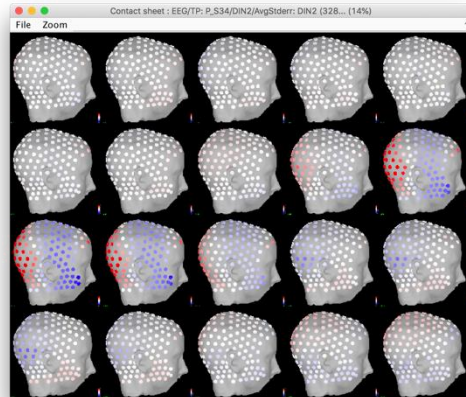 Contact sheet : EEG/TP: P_S34/DIN2/AvgStderr: DIN2 (328... (14%)
File Zoom